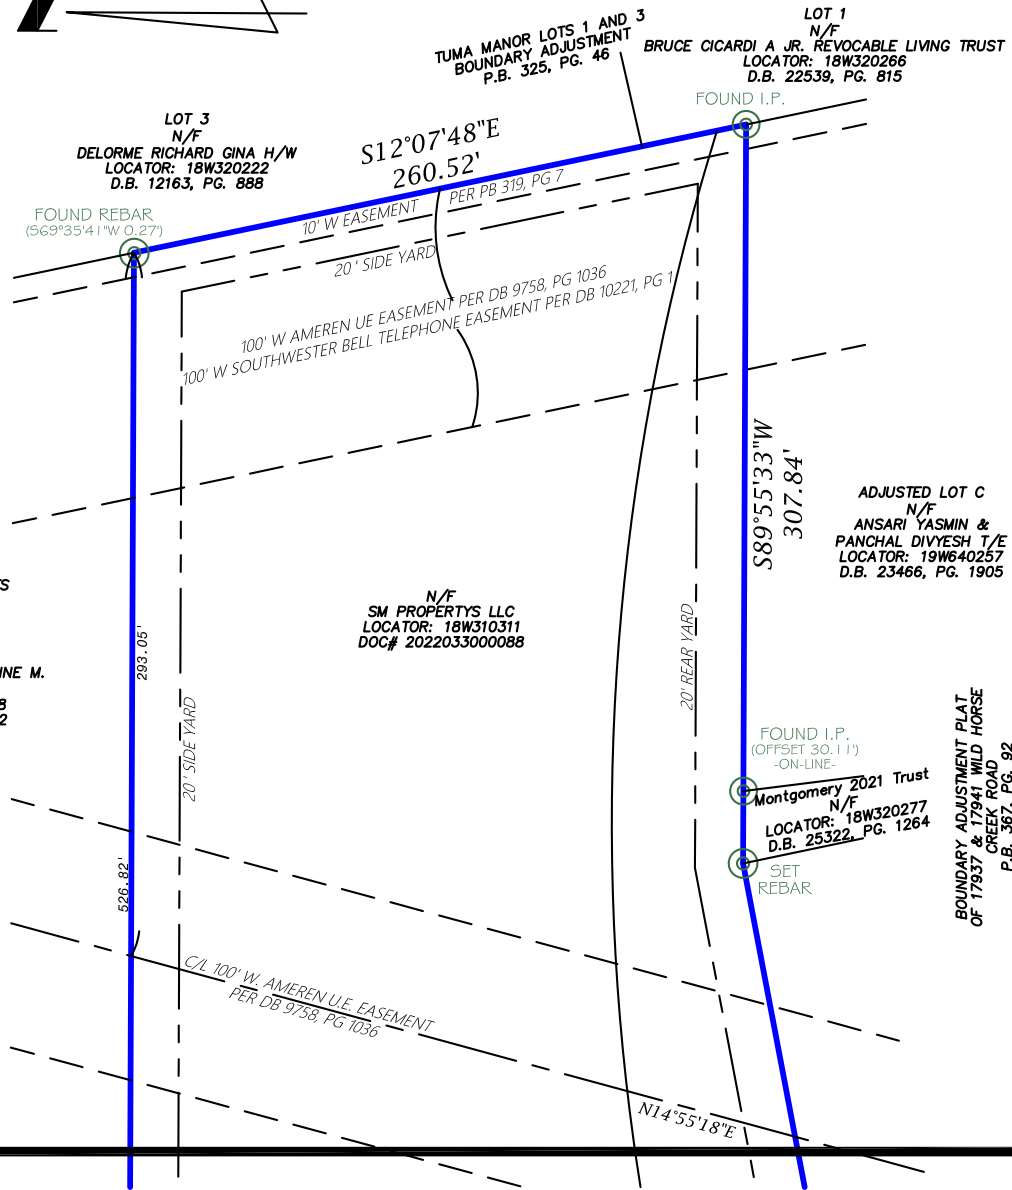 TUMA MANOR LOTS 1 AND 3
BOUNDARY ADJUSTMENT
P.B. 325, PG. 46
LOT 1
N/F
BRUCE CICARDI A JR. REVOCABLE LIVING TRUST
LOCATOR: 18W320266
D.B. 22539, PG. 815
FOUND I.P.
LOT 3
N/F
DELORME RICHARD GINA H/W
LOCATOR: 18W320222
D.B. 12163, PG. 888
S12°07'48"E
260.52'
FOUND REBAR
(S69°35'41"W 0.27')
10' W EASEMENT
PER PB 319, PG 7
20' SIDE YARD
100' W AMEREN UE EASEMENT PER DB 9758, PG 1036
100' W SOUTHWESTER BELL TELEPHONE EASEMENT PER DB 10221, PG 1
S89°55'33"W
307.84'
ADJUSTED LOT C
N/F
ANSARI YASMIN &
PANCHAL DIVYESH T/E
LOCATOR: 19W640257
D.B. 23466, PG. 1905
N/F
SM PROPERTYS LLC
LOCATOR: 18W310311
DOC# 2022033000088
S
INE M.
8
2
293.05'
20' SIDE YARD
20' REAR YARD
FOUND I.P.
(OFFSET 30.11')
-ON-LINE-
Montgomery 2021 Trust
N/F
LOCATOR: 18W320277
D.B. 25322, PG. 1264
SET
REBAR
BOUNDARY ADJUSTMENT PLAT
OF 17937 & 17941 WILD HORSE
CREEK ROAD
P.B. 367, PG. 92
526.82'
C/L 100' W. AMEREN U.E. EASEMENT
PER DB 9758, PG 1036
N14°55'18"E